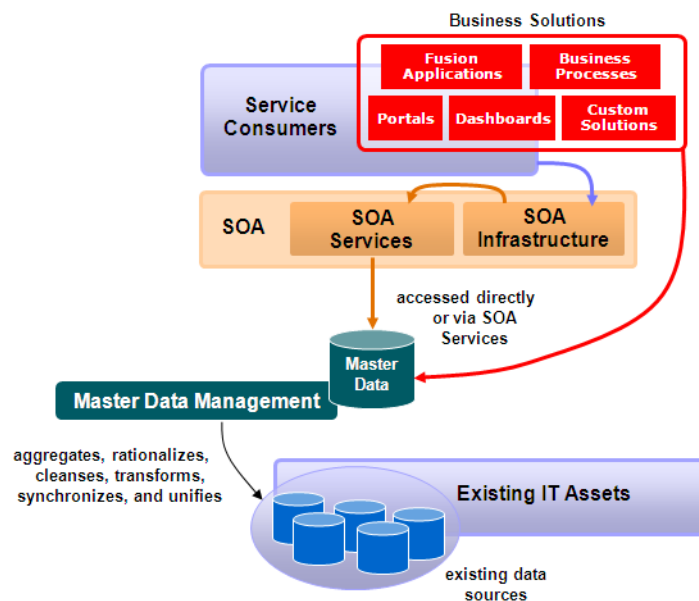 Business Solutions
Fusion
Applications
Business
Processes
Service
Consumers
Portals
Dashboards
Custom
Solutions
SOA
SOA
Services
SOA
Infrastructure
accessed directly
or via SOA
Services
Master
Data
Master Data Management
aggregates, rationalizes,
cleanses, transforms,
synchronizes, and unifies
Existing IT Assets
existing data
sources